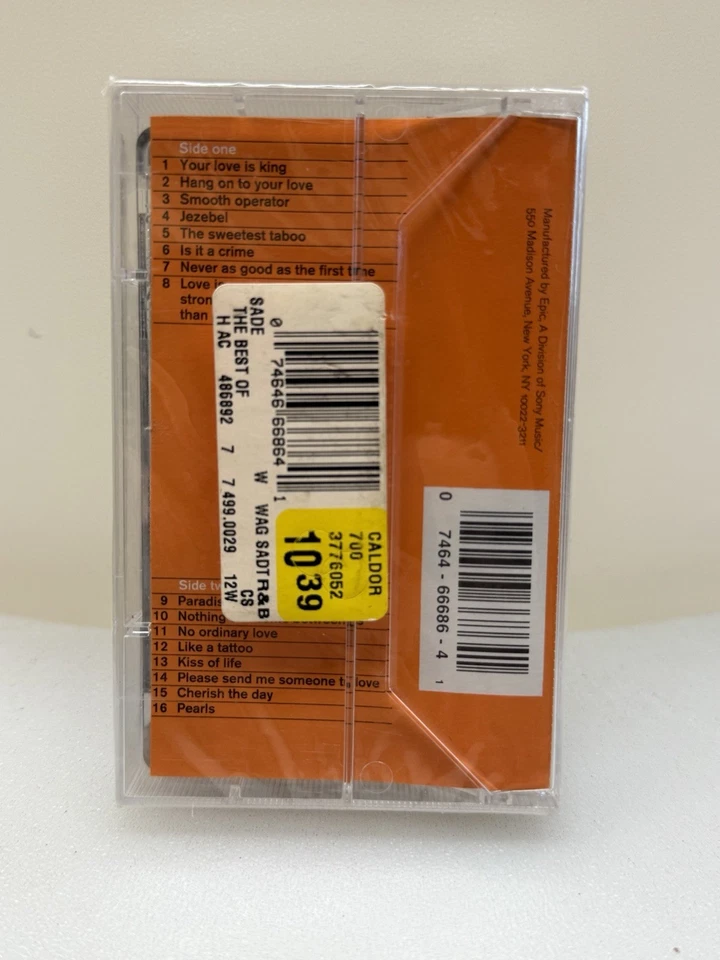 Side one
1 Your love is king
2 Hang on to your love
3 Smooth operator
4 Jezebel
5 The sweetest taboo
6 Is it a crime
7 Never as good as the first time
8 Love is
stron
than
Side tw
9 Paradis
10 Nothing
11 No ordinary love
12 Like a tattoo
13 Kiss of life
14 Please send me someone to love
15 Cherish the day
16 Pearls
SADE W WAG SADTR&B
THE BEST OF CS
H AC 486892 7 7 499.0029 12W
0 74646 66864 1
CALDOR
700
3776052
10 39
Manufactured by Epic, A Division of Sony Music/
550 Madison Avenue, New York, NY 10022-3211
0 7464-66686-4 1